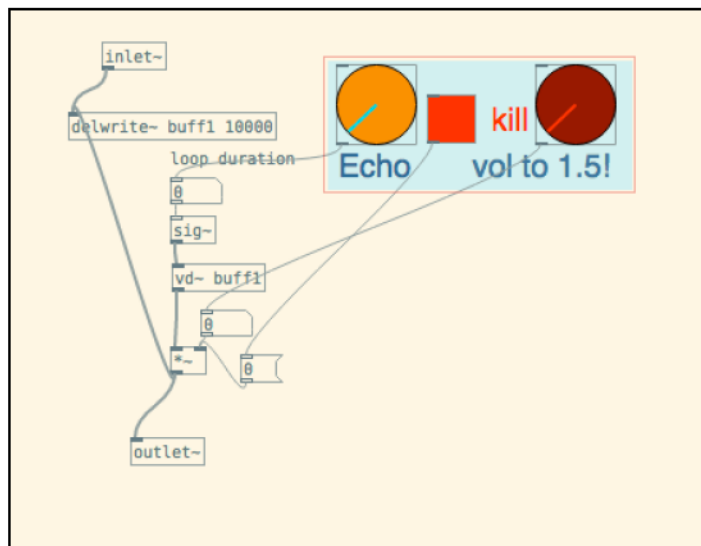 inlet~
delwrite~ buff1 10000
loop duration
0
sig~
vd~ buff1
0
*~
0
outlet~
kill
Echo
vol to 1.5!